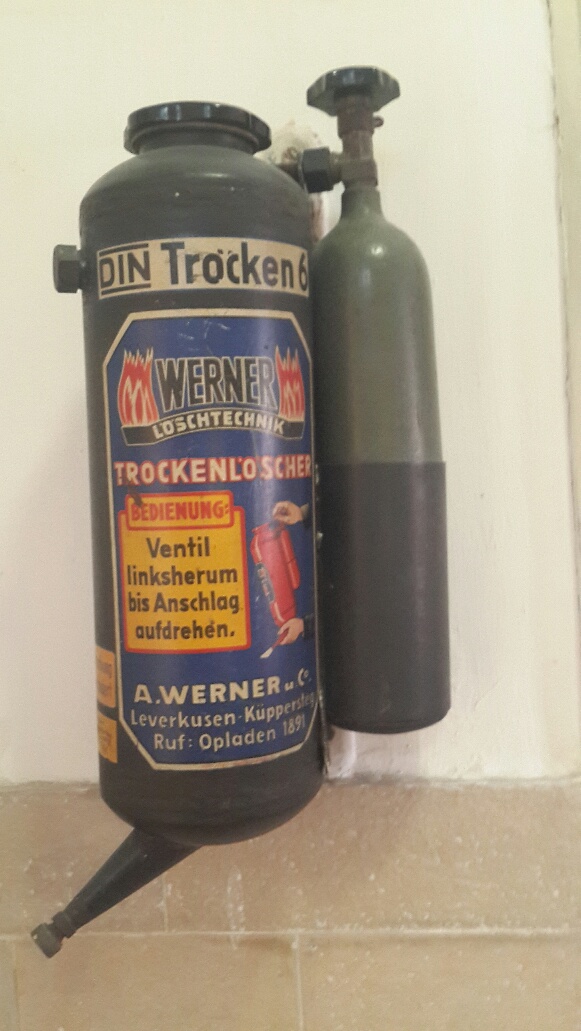 DIN Trocken 6
WERNER
LÖSCHTECHNIK
TROCKENLÖSCHER
BEDIENUNG:
Ventil
linksherum
bis Anschlag
aufdrehen.
A.WERNER u. Co.
Leverkusen-Küppersteg
Ruf: Opladen 1891